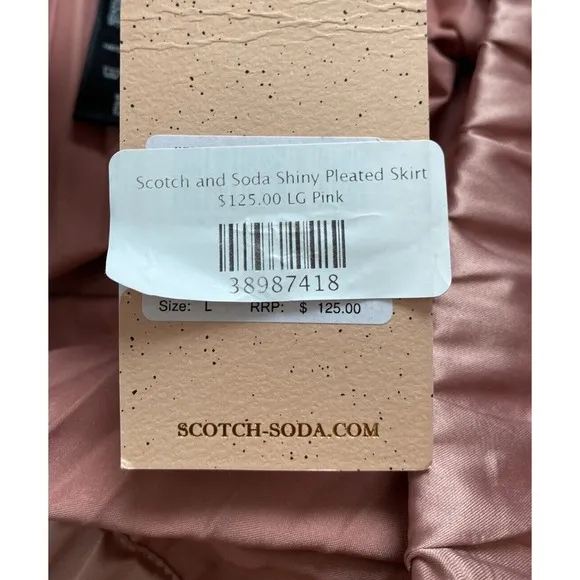 Scotch and Soda Shiny Pleated Skirt
$125.00 LG Pink
38987418
Size: L RRP: $ 125.00
SCOTCH-SODA.COM